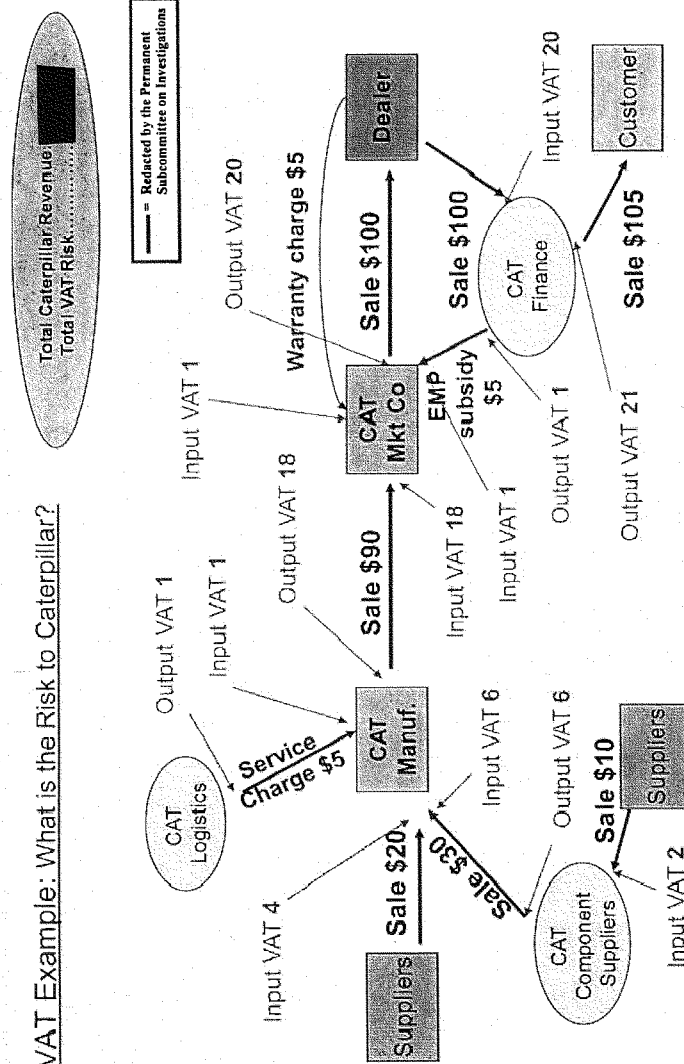 VAT Example: What is the Risk to Caterpillar?
Total Caterpillar Revenue:
Total VAT Risk..................
= Redacted by the Permanent
Subcommittee on Investigations
Output VAT 1
Input VAT 1
CAT
Logistics
Service
Charge $5
Output VAT 18
Input VAT 1
Output VAT 20
Warranty charge $5
Input VAT 4
Suppliers
Sale $20
CAT
Manuf.
Sale $90
CAT
Mkt Co
Sale $100
Dealer
Sale $30
Input VAT 6
Output VAT 6
Input VAT 18
Input VAT 1
EMP
subsidy
$5
Sale $100
Input VAT 20
CAT
Finance
Output VAT 1
Output VAT 21
Sale $105
Customer
CAT
Component
Suppliers
Sale $10
Suppliers
Input VAT 2